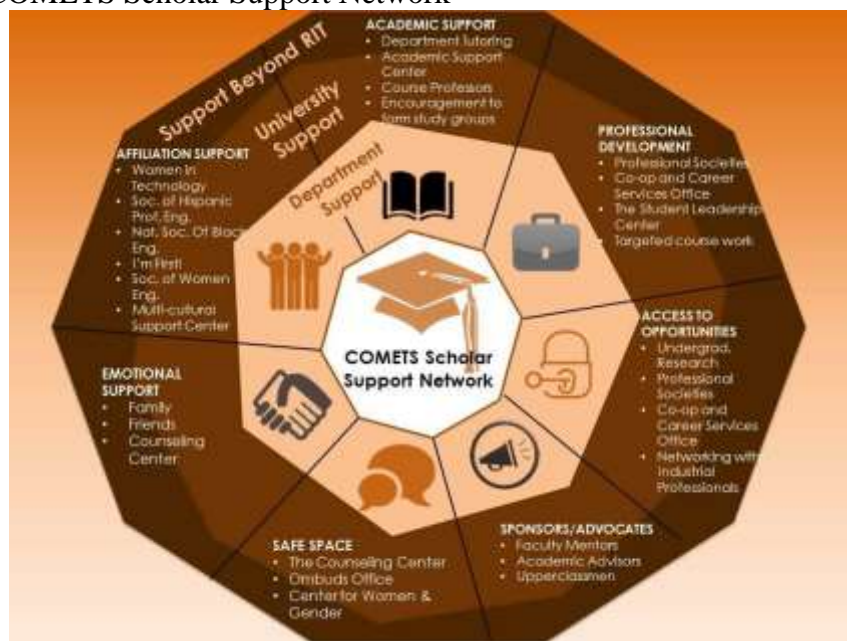 COMETS Scholar Support Network
Support Beyond RIT
University
Support
Department
Support
ACADEMIC SUPPORT
• Department Tutoring
• Academic Support
Center
• Course Professors
• Encouragement to
form study groups
PROFESSIONAL
DEVELOPMENT
• Professional Societies
• Co-op and Career
Services Office
• The Student Leadership
Center
• Targeted course work
ACCESS TO
OPPORTUNITIES
• Undergrad.
Research
• Professional
Societies
• Co-op and
Career Services
Office
• Networking with
Industrial
Professionals
SPONSORS/ADVOCATES
• Faculty Mentors
• Academic Advisors
• Upperclassmen
SAFE SPACE
• The Counseling Center
• Ombuds Office
• Center for Women &
Gender
EMOTIONAL
SUPPORT
• Family
• Friends
• Counseling
Center
AFFILIATION SUPPORT
• Women In
Technology
• Soc. of Hispanic
Prof. Eng.
• Nat. Soc. Of Black
Eng.
• I'm First!
• Soc. of Women
Eng.
• Multi-cultural
Support Center
COMETS Scholar
Support Network